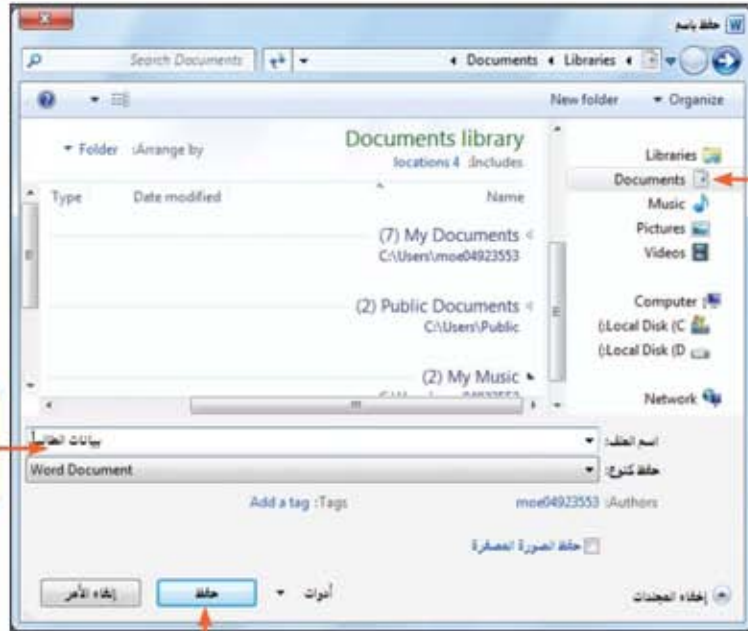 حفظ باسم
Libraries ◂ Documents ◂
Search Documents
Organize ▾ New folder
Libraries
Documents
Music
Pictures
Videos
Computer
Local Disk (C:)
Local Disk (D:)
Network
Documents library
Includes: 4 locations
Arrange by: Folder ▾
Name Date modified Type
My Documents (7)
C:\Users\moe04923553
Public Documents (2)
C:\Users\Public
My Music (2)
اسم الملف: بيانات الطالب
حفظ كنوع: Word Document
Authors: moe04923553 Tags: Add a tag
حفظ الصورة المصغرة
إخفاء المجلدات أدوات ▾ حفظ إلغاء الأمر